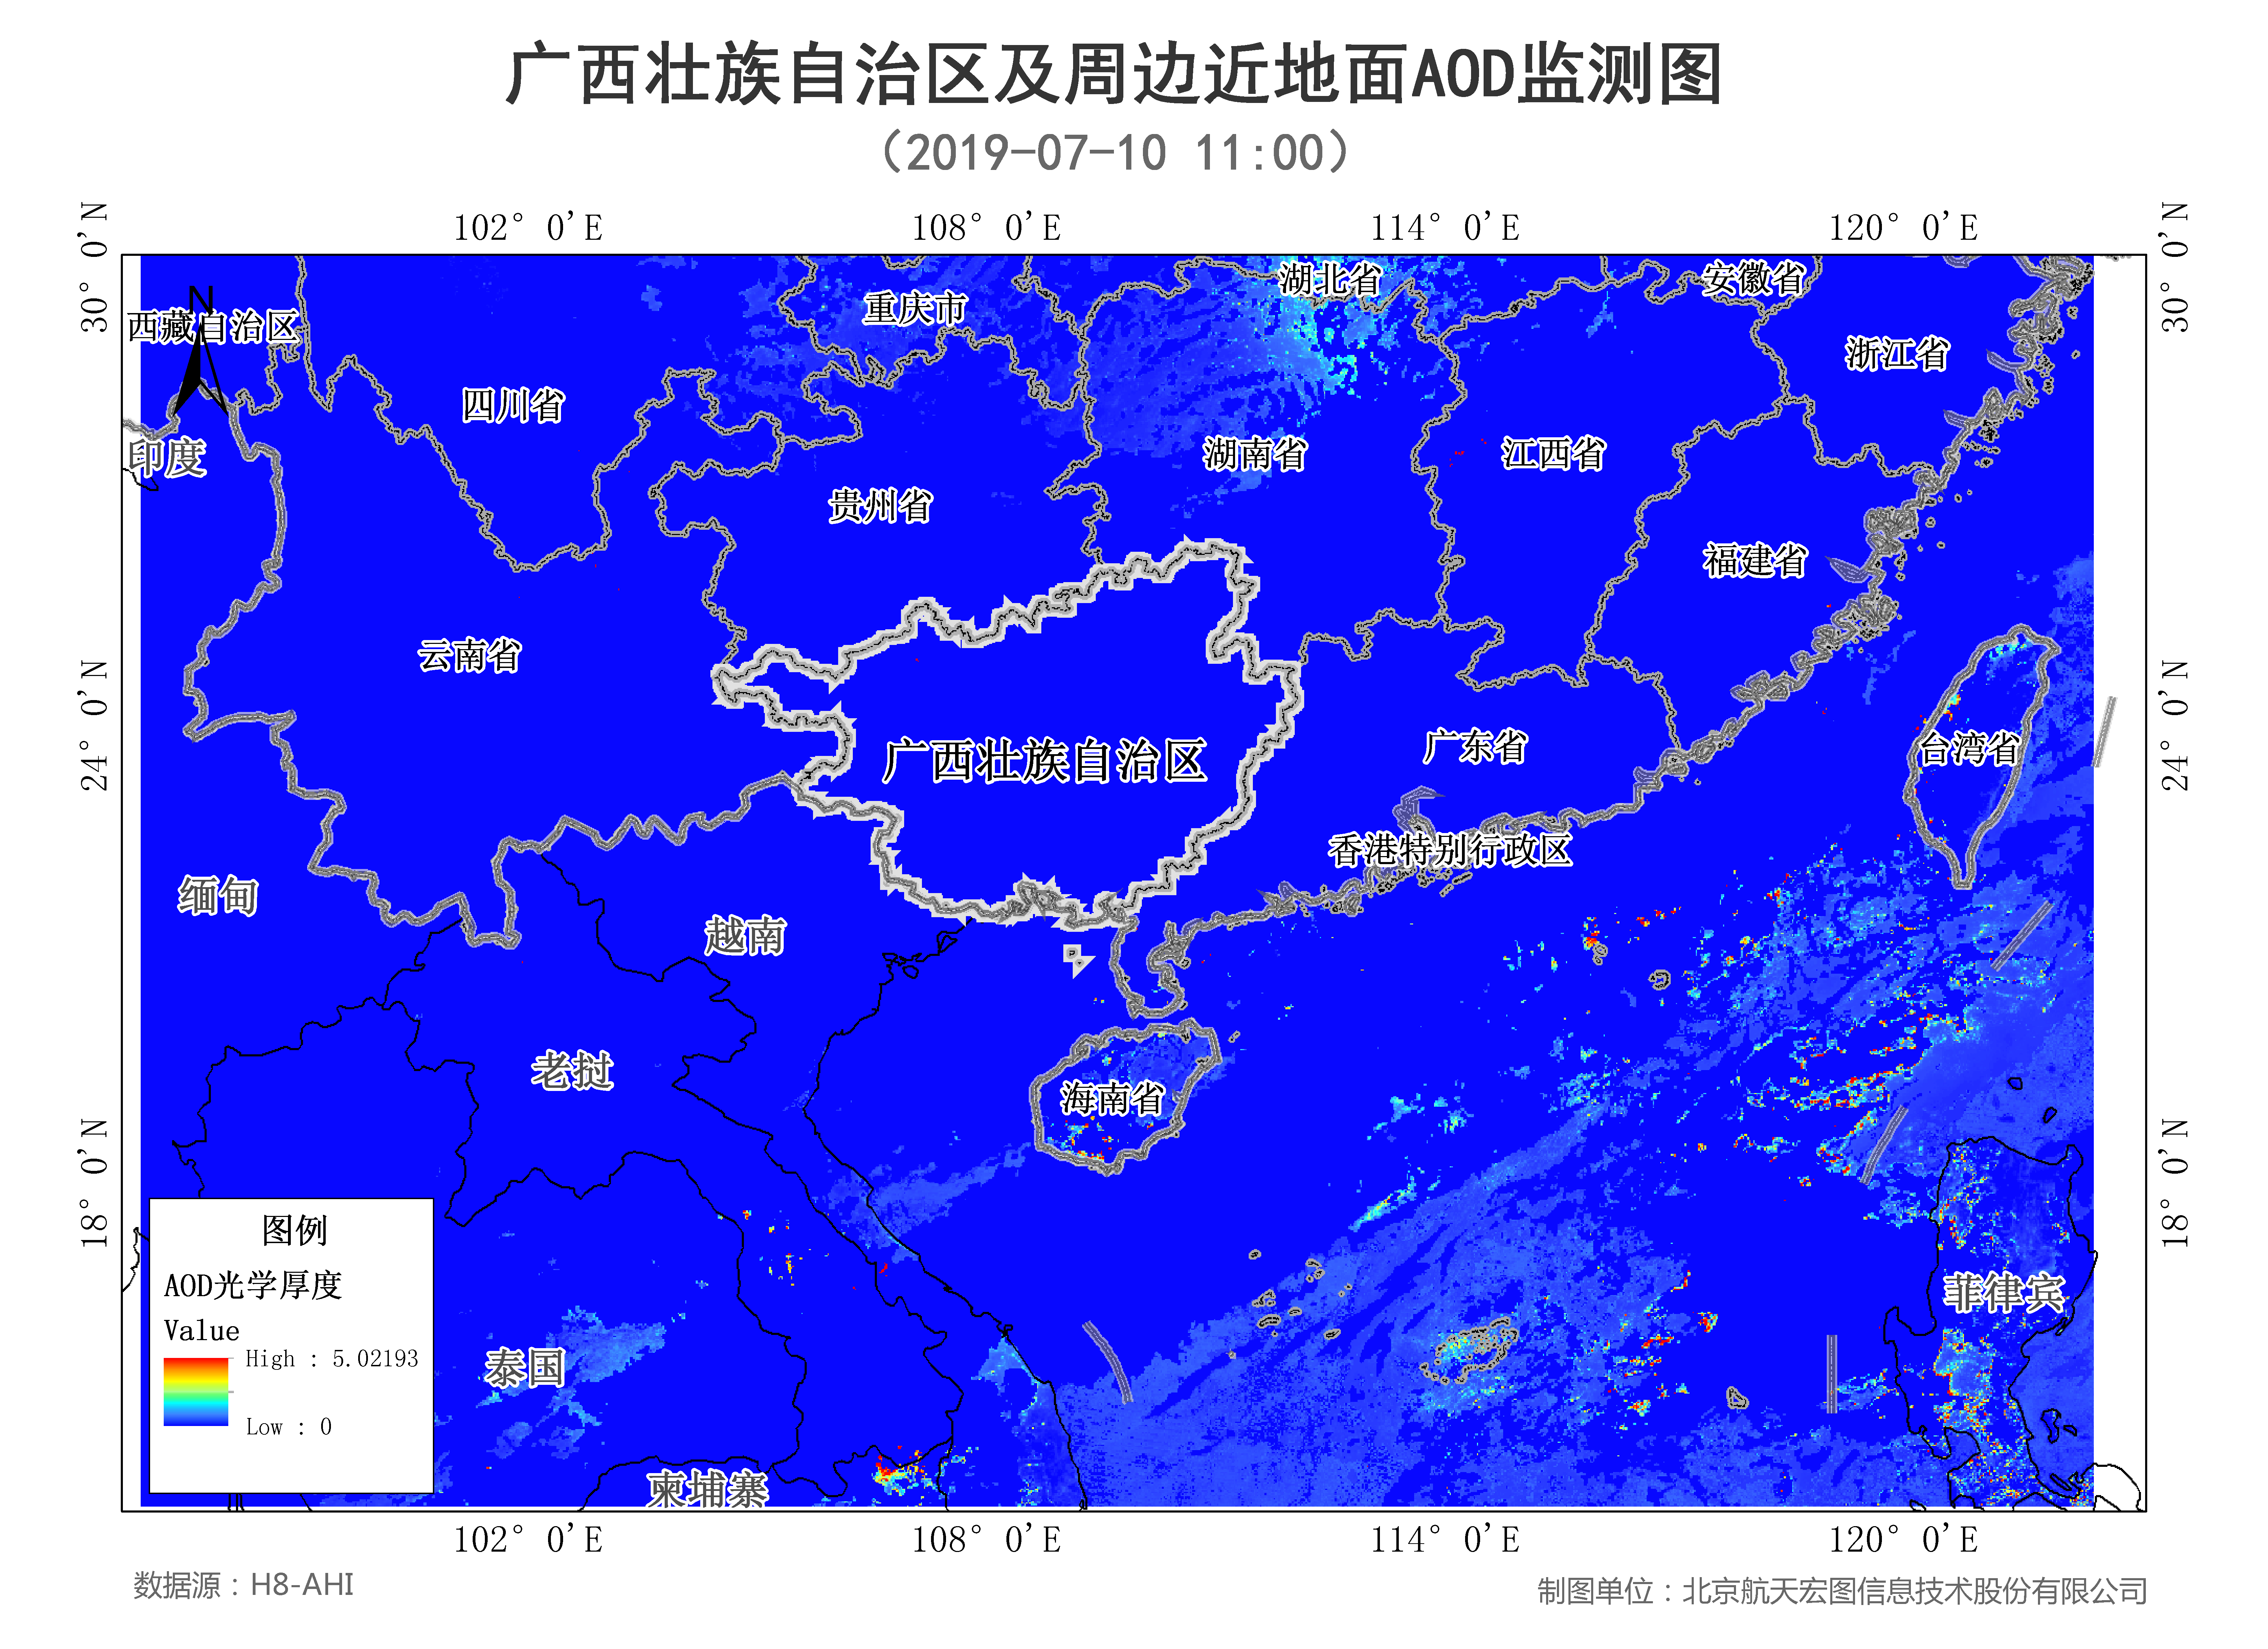 广西壮族自治区及周边近地面AOD监测图
（2019-07-10 11:00）
102° 0'E 108° 0'E 114° 0'E 120° 0'E
30° 0'N
30° 0'N
N
西藏自治区
重庆市
湖北省
安徽省
浙江省
四川省
印度
湖南省
江西省
贵州省
福建省
云南省
24° 0'N
24° 0'N
广西壮族自治区
广东省
台湾省
香港特别行政区
缅甸
越南
老挝
海南省
18° 0'N
18° 0'N
菲律宾
泰国
柬埔寨
图例
AOD光学厚度
Value
High : 5.02193
Low : 0
102° 0'E 108° 0'E 114° 0'E 120° 0'E
数据源：H8-AHI
制图单位：北京航天宏图信息技术股份有限公司